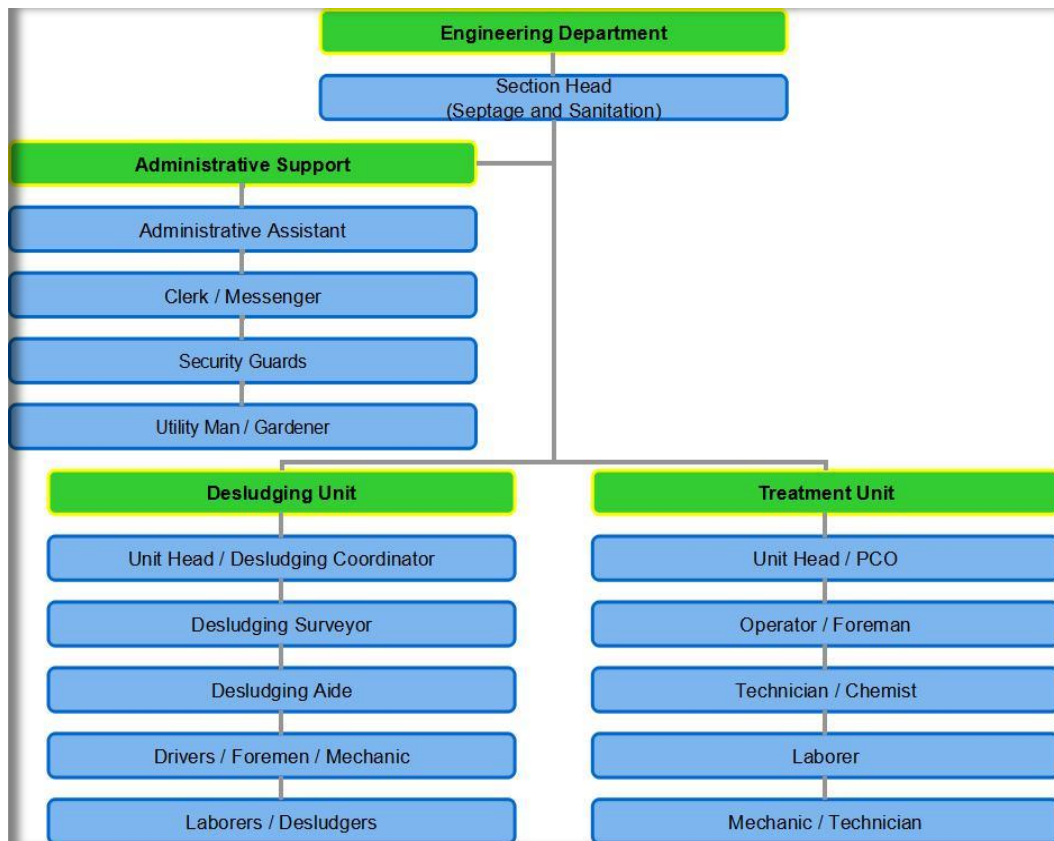 Engineering Department
Section Head
(Septage and Sanitation)
Administrative Support
Administrative Assistant
Clerk / Messenger
Security Guards
Utility Man / Gardener
Desludging Unit
Unit Head / Desludging Coordinator
Desludging Surveyor
Desludging Aide
Drivers / Foremen / Mechanic
Laborers / Desludgers
Treatment Unit
Unit Head / PCO
Operator / Foreman
Technician / Chemist
Laborer
Mechanic / Technician